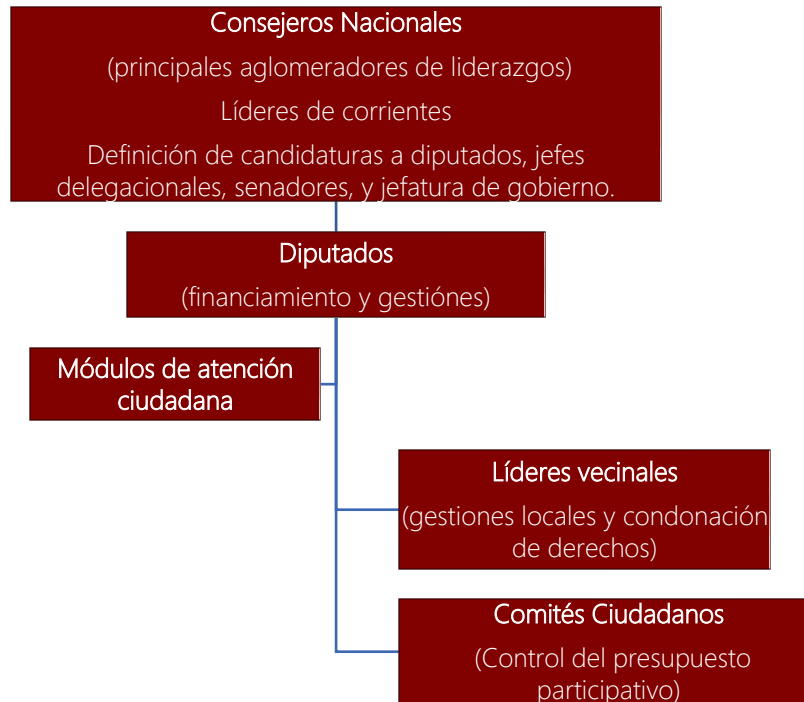 Consejeros Nacionales
(principales aglomeradores de liderazgos)
Líderes de corrientes
Definición de candidaturas a diputados, jefes
delegacionales, senadores, y jefatura de gobierno.
Diputados
(financiamiento y gestiónes)
Módulos de atención
ciudadana
Líderes vecinales
(gestiones locales y condonación
de derechos)
Comités Ciudadanos
(Control del presupuesto
participativo)